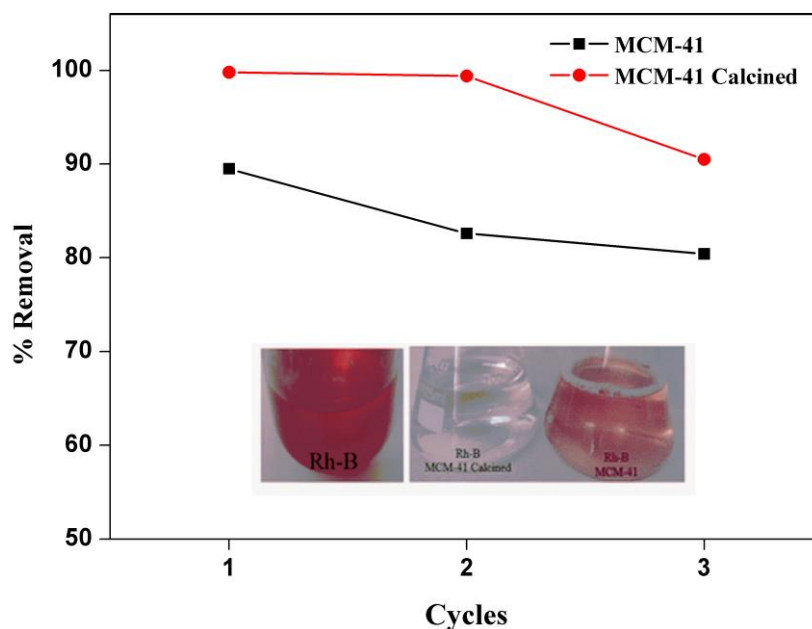 MCM-41
MCM-41 Calcined
100
90
80
70
60
50
% Removal
Rh-B
Rh-B
MCM-41 Calcined
Rh-B
MCM-41
1 2 3
Cycles